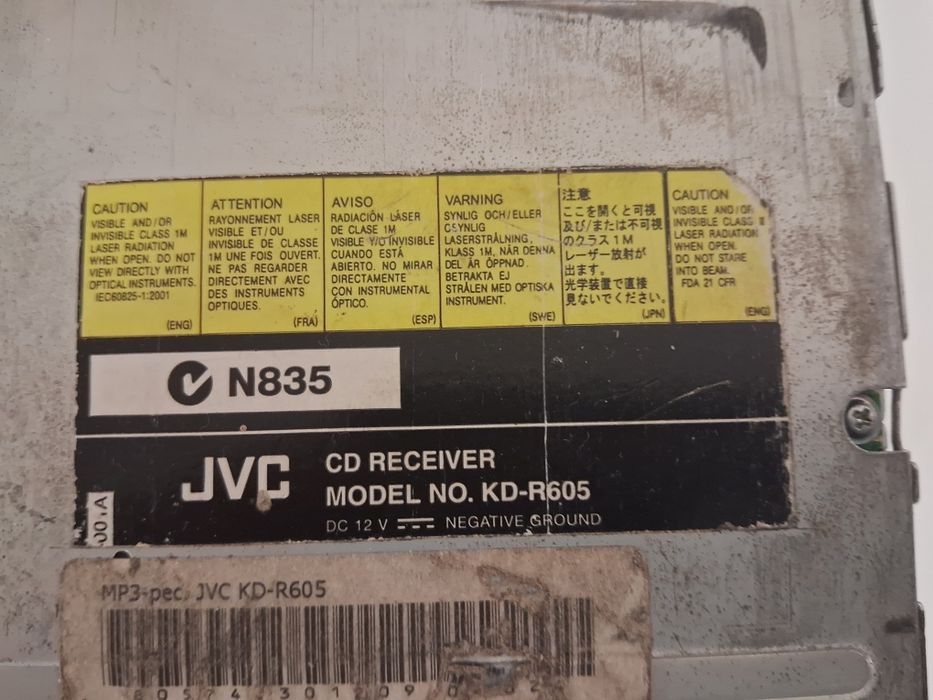 CAUTION
VISIBLE AND/OR
INVISIBLE CLASS 1M
LASER RADIATION
WHEN OPEN. DO NOT
VIEW DIRECTLY WITH
OPTICAL INSTRUMENTS.
IEC60825-1:2001
(ENG)
ATTENTION
RAYONNEMENT LASER
VISIBLE ET/OU
INVISIBLE DE CLASSE
1M UNE FOIS OUVERT.
NE PAS REGARDER
DIRECTEMENT AVEC
DES INSTRUMENTS
OPTIQUES.
(FRA)
AVISO
RADIACIÓN LÁSER
DE CLASE 1M
VISIBLE Y/O INVISIBLE
CUANDO ESTÁ
ABIERTO. NO MIRAR
DIRECTAMENTE
CON INSTRUMENTAL
ÓPTICO.
(ESP)
VARNING
SYNLIG OCH/ELLER
OSYNLIG
LASERSTRÅLNING,
KLASS 1M, NÄR DENNA
DEL ÄR ÖPPNAD.
BETRAKTA EJ
STRÅLEN MED OPTISKA
INSTRUMENT.
(SWE)
注意
ここを開くと可視
及び/または不可視
のクラス1M
レーザー放射が
出ます。
光学装置で直接
見ないでください。
(JPN)
CAUTION
VISIBLE AND/OR
INVISIBLE CLASS II
LASER RADIATION
WHEN OPEN.
DO NOT STARE
INTO BEAM.
FDA 21 CFR
(ENG)
N835
JVC
CD RECEIVER
MODEL NO. KD-R605
DC 12 V NEGATIVE GROUND
MP3-рес. JVC KD-R605